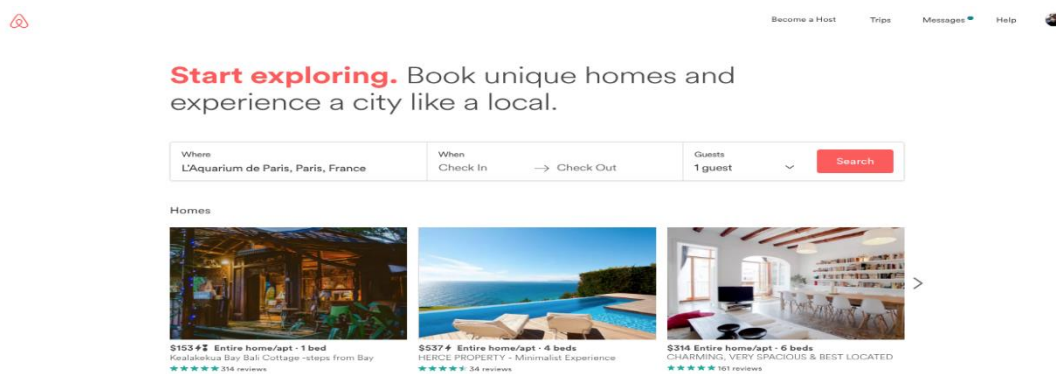 Become a Host Trips Messages Help
Start exploring. Book unique homes and
experience a city like a local.
Where When Guests
L'Aquarium de Paris, Paris, France Check In → Check Out 1 guest Search
Homes
$153 Entire home/apt · 1 bed
Kealakekua Bay Bali Cottage -steps from Bay
314 reviews
$537 Entire home/apt · 4 beds
HERCE PROPERTY - Minimalist Experience
34 reviews
$314 Entire home/apt · 6 beds
CHARMING, VERY SPACIOUS & BEST LOCATED
161 reviews